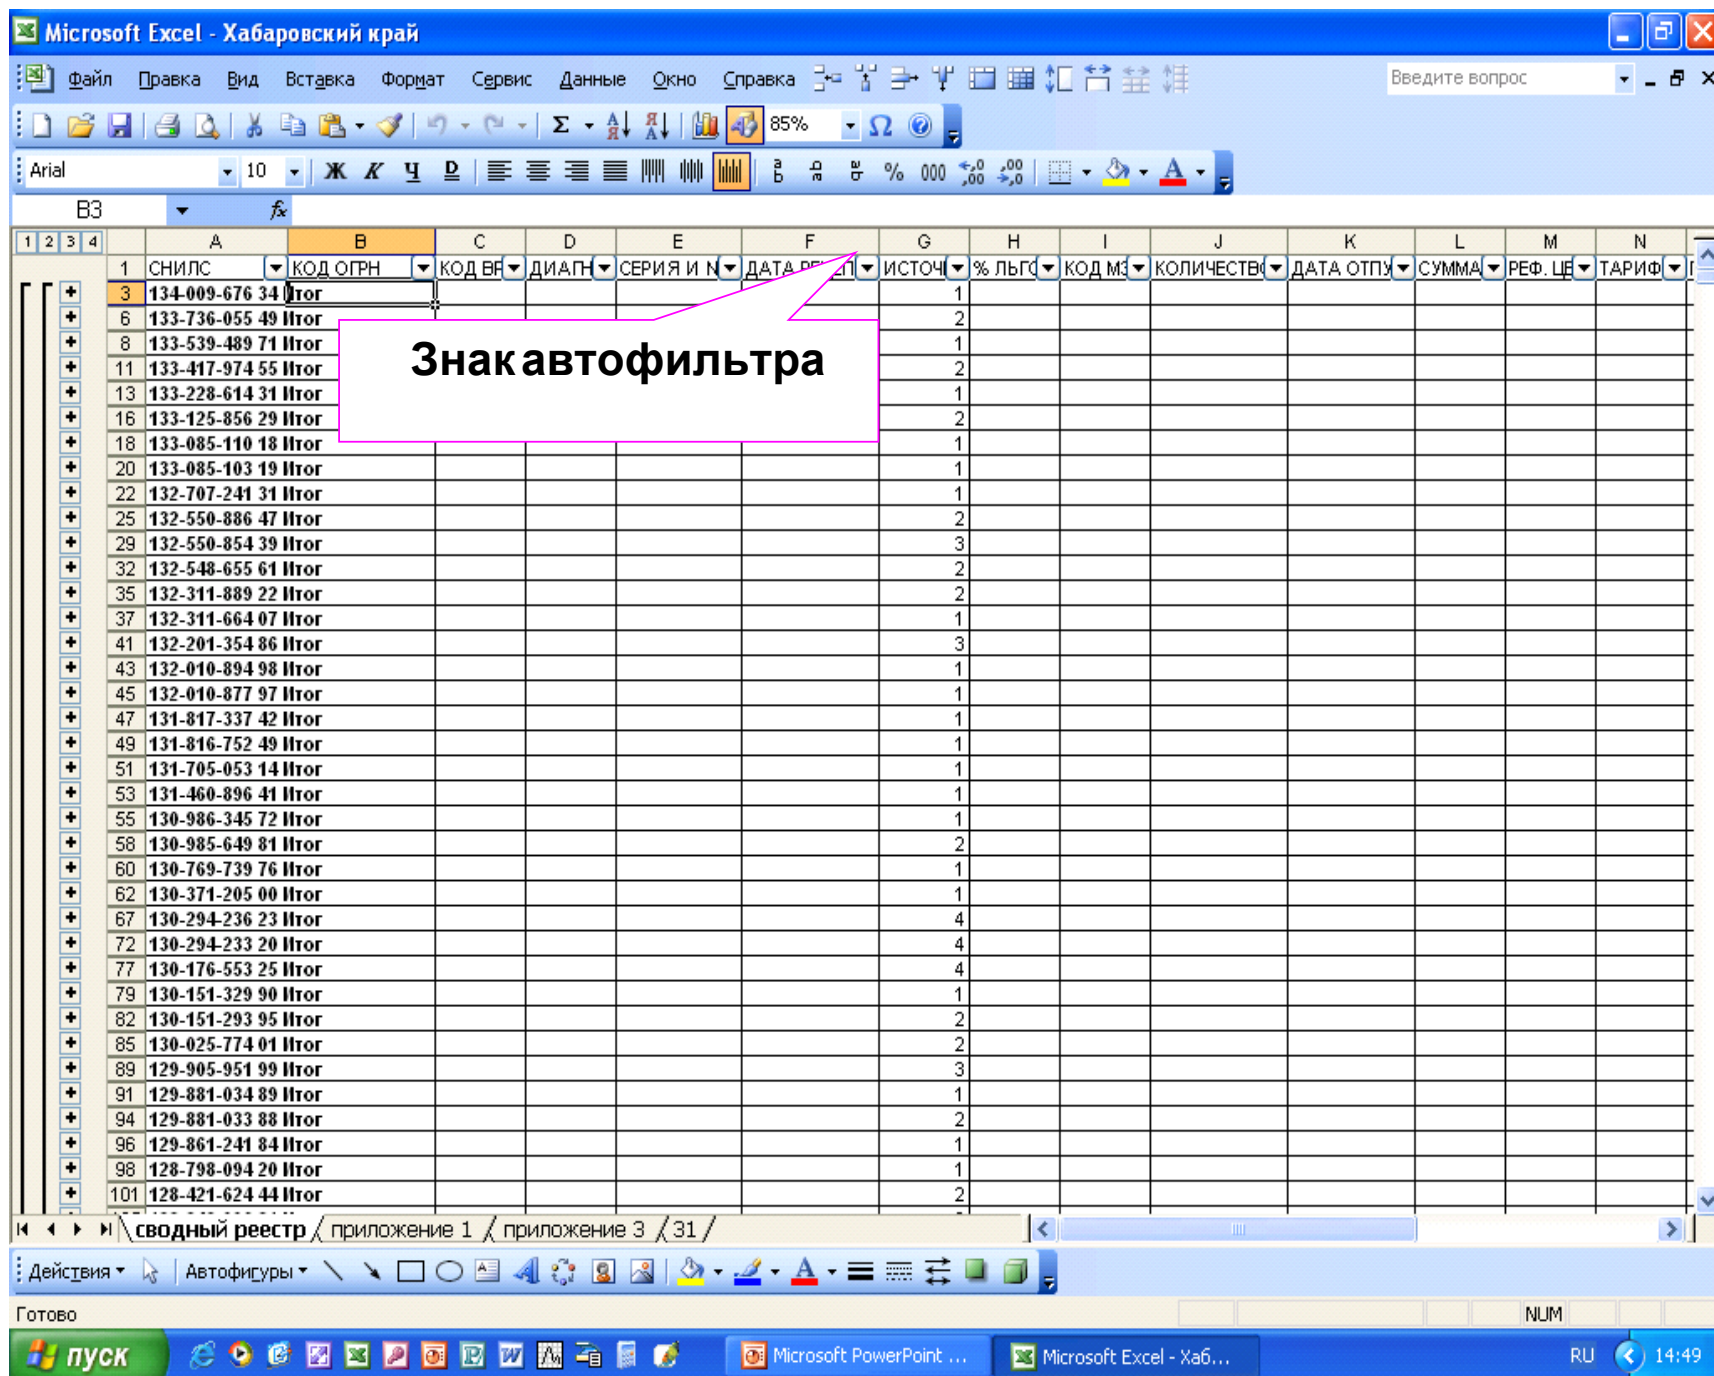 Microsoft Excel - Хабаровский край
Файл Правка Вид Вставка Формат Сервис Данные Окно Справка Введите вопрос
85%
Arial 10 Ж К Ч D % 000
B3 fx
1 2 3 4 A B C D E F G H I J K L M N
1 СНИЛС КОД ОГРН КОД ВР ДИАГН СЕРИЯ И N ДАТА РЕЦЕП ИСТОЧ % ЛЬГО КОД МЗ КОЛИЧЕСТВО ДАТА ОТПУ СУММА РЕФ. ЦЕ ТАРИФ
3 134-009-676 34 Итог 1
6 133-736-055 49 Итог 2
8 133-539-489 71 Итог 1
Знак автофильтра
11 133-417-974 55 Итог 2
13 133-228-614 31 Итог 1
16 133-125-856 29 Итог 2
18 133-085-110 18 Итог 1
20 133-085-103 19 Итог 1
22 132-707-241 31 Итог 1
25 132-550-886 47 Итог 2
29 132-550-854 39 Итог 3
32 132-548-655 61 Итог 2
35 132-311-889 22 Итог 2
37 132-311-664 07 Итог 1
41 132-201-354 86 Итог 3
43 132-010-894 98 Итог 1
45 132-010-877 97 Итог 1
47 131-817-337 42 Итог 1
49 131-816-752 49 Итог 1
51 131-705-053 14 Итог 1
53 131-460-896 41 Итог 1
55 130-986-345 72 Итог 1
58 130-985-649 81 Итог 2
60 130-769-739 76 Итог 1
62 130-371-205 00 Итог 1
67 130-294-236 23 Итог 4
72 130-294-233 20 Итог 4
77 130-176-553 25 Итог 4
79 130-151-329 90 Итог 1
82 130-151-293 95 Итог 2
85 130-025-774 01 Итог 2
89 129-905-951 99 Итог 3
91 129-881-034 89 Итог 1
94 129-881-033 88 Итог 2
96 129-861-241 84 Итог 1
98 128-798-094 20 Итог 1
101 128-421-624 44 Итог 2
сводный реестр приложение 1 приложение 3 31
Действия Автофигуры
Готово NUM
пуск Microsoft PowerPoint ... Microsoft Excel - Хаб... RU 14:49